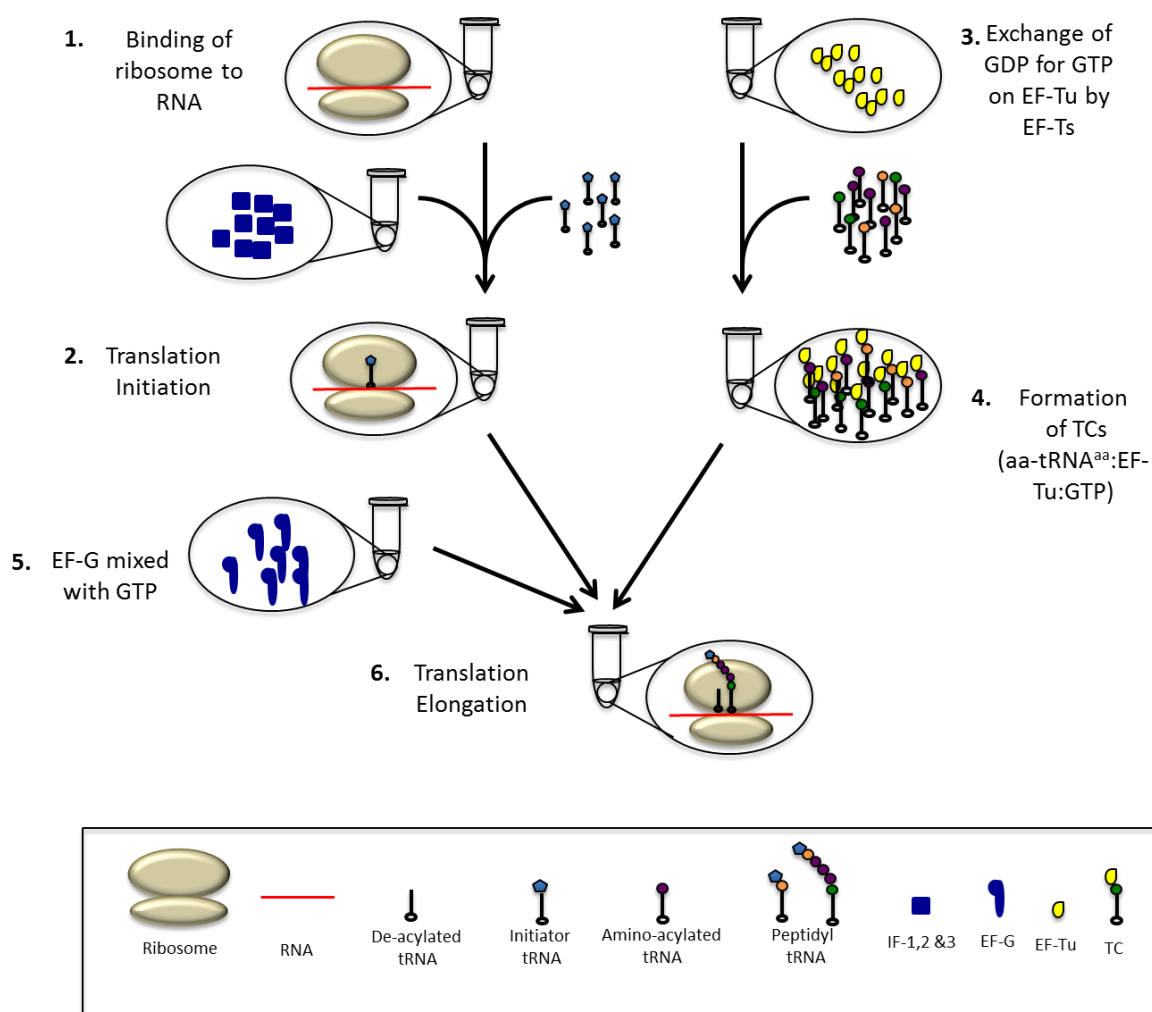 1. Binding of
ribosome to
RNA
3. Exchange of
GDP for GTP
on EF-Tu by
EF-Ts
2. Translation
Initiation
4. Formation
of TCs
(aa-tRNAᵃᵃ:EF-
Tu:GTP)
5. EF-G mixed
with GTP
6. Translation
Elongation
Ribosome
RNA
De-acylated
tRNA
Initiator
tRNA
Amino-acylated
tRNA
Peptidyl
tRNA
IF-1,2 &3
EF-G
EF-Tu
TC